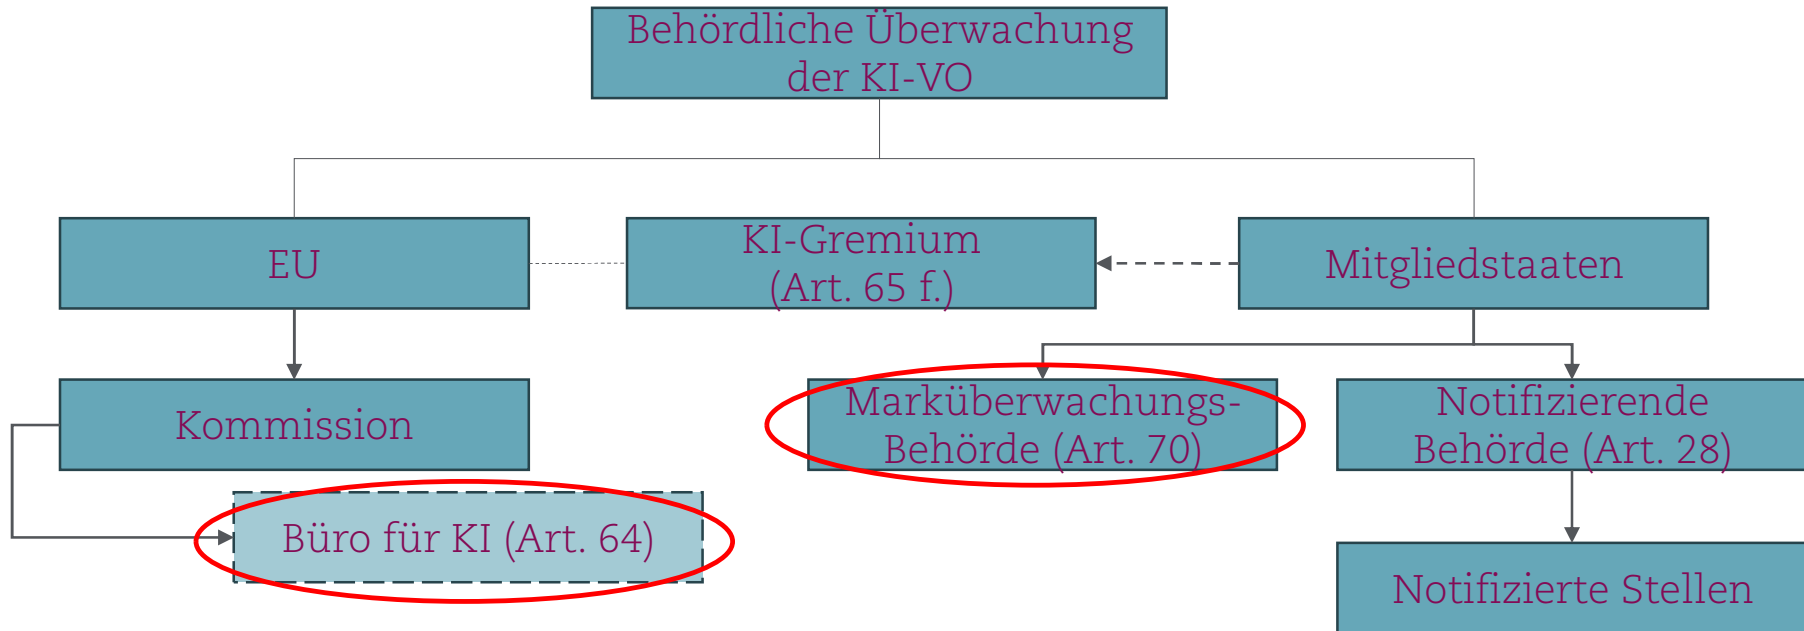 Behördliche Überwachung
der KI-VO
EU
KI-Gremium
(Art. 65 f.)
Mitgliedstaaten
Kommission
Marküberwachungs-
Behörde (Art. 70)
Notifizierende
Behörde (Art. 28)
Büro für KI (Art. 64)
Notifizierte Stellen